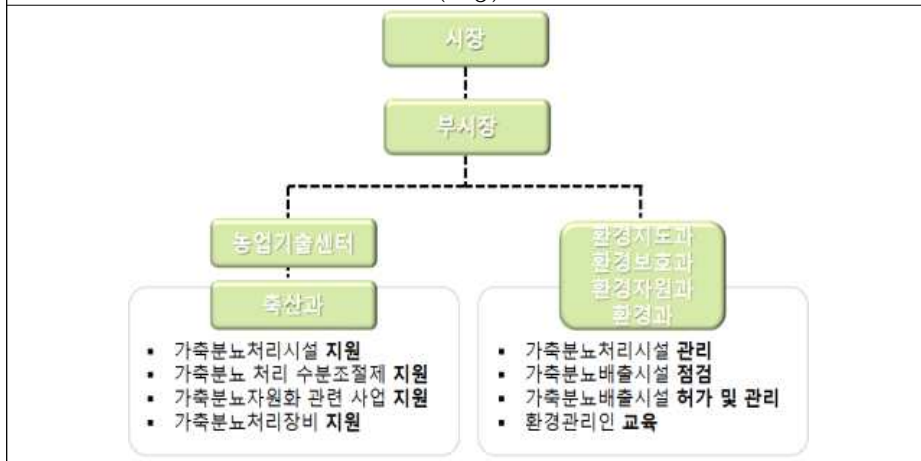 시장
부시장
농업기술센터
축산과
▪ 가축분뇨처리시설 지원
▪ 가축분뇨 처리 수분조절제 지원
▪ 가축분뇨자원화 관련 사업 지원
▪ 가축분뇨처리장비 지원
환경지도과
환경보호과
환경자원과
환경과
▪ 가축분뇨처리시설 관리
▪ 가축분뇨배출시설 점검
▪ 가축분뇨배출시설 허가 및 관리
▪ 환경관리인 교육